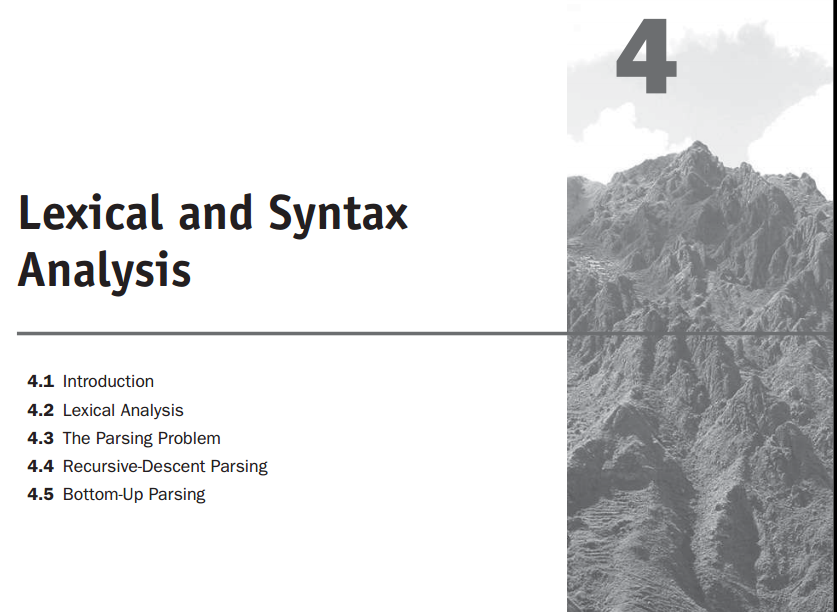 4
Lexical and Syntax
Analysis
4.1 Introduction
4.2 Lexical Analysis
4.3 The Parsing Problem
4.4 Recursive-Descent Parsing
4.5 Bottom-Up Parsing